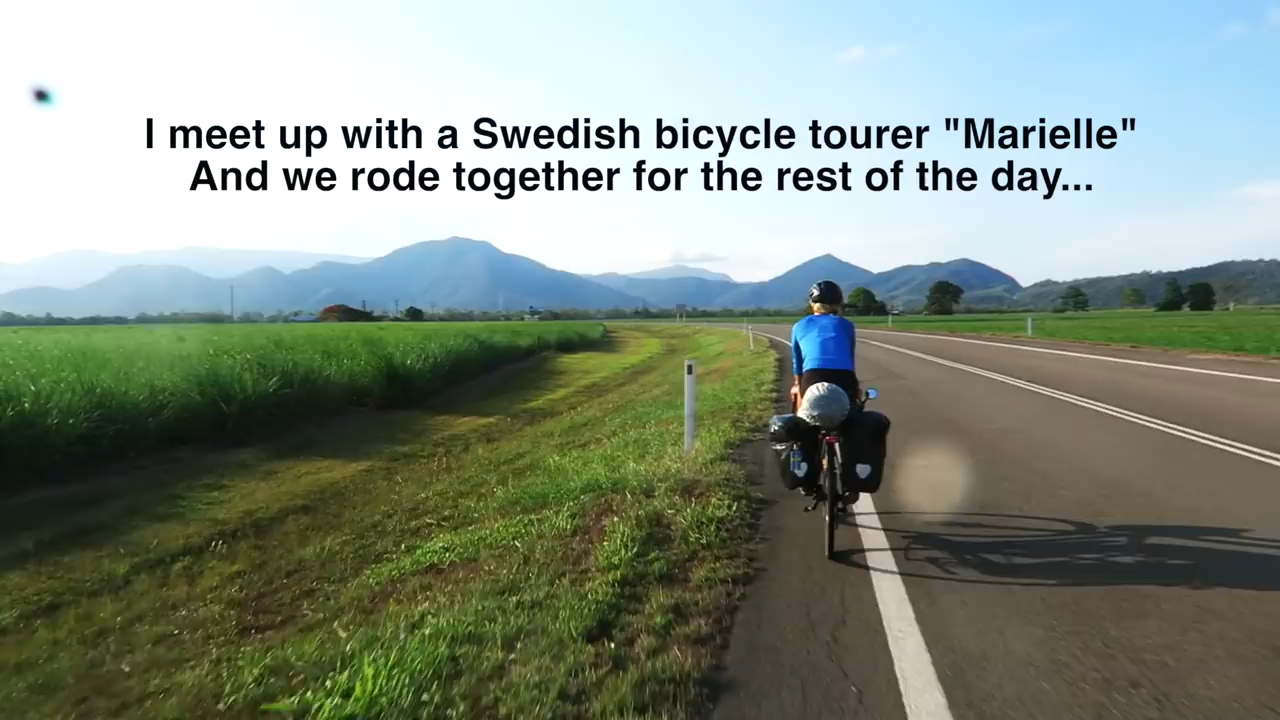 I meet up with a Swedish bicycle tourer "Marielle"
And we rode together for the rest of the day...